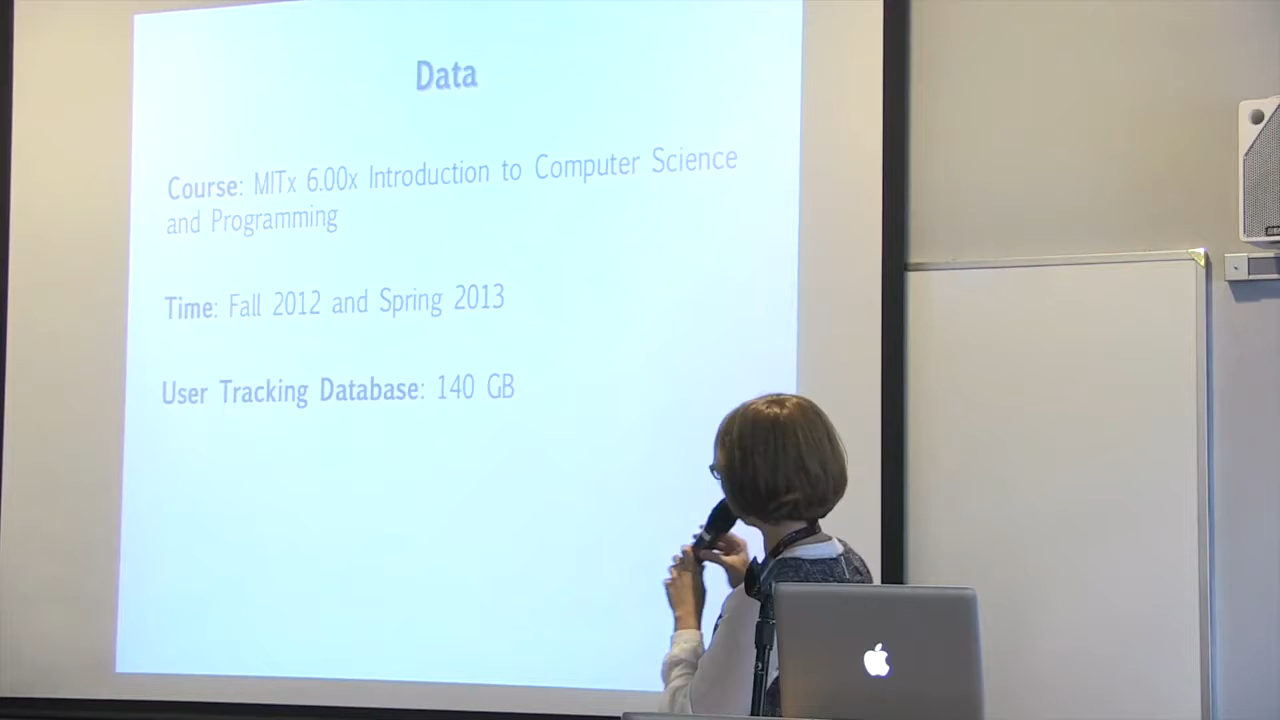 Data
Course: MITx 6.00x Introduction to Computer Science
and Programming
Time: Fall 2012 and Spring 2013
User Tracking Database: 140 GB